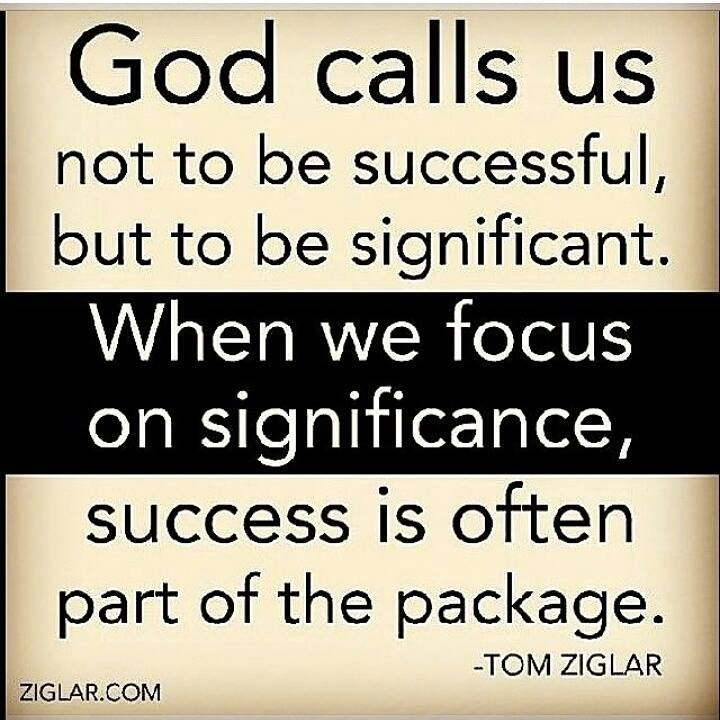 God calls us
not to be successful,
but to be significant.
When we focus
on significance,
success is often
part of the package.
-TOM ZIGLAR
ZIGLAR.COM